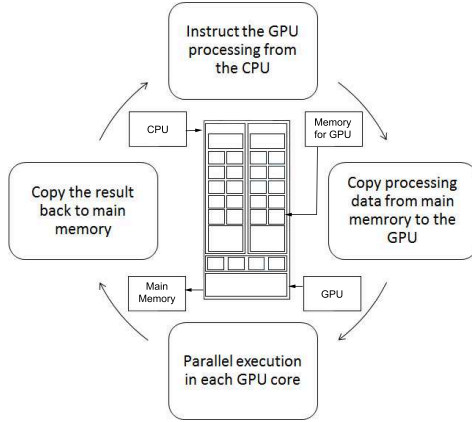 Instruct the GPU
processing from
the CPU
CPU
Memory
for GPU
Copy the result
back to main
memory
Copy processing
data from main
memrory to the
GPU
Main
Memory
GPU
Parallel execution
in each GPU core